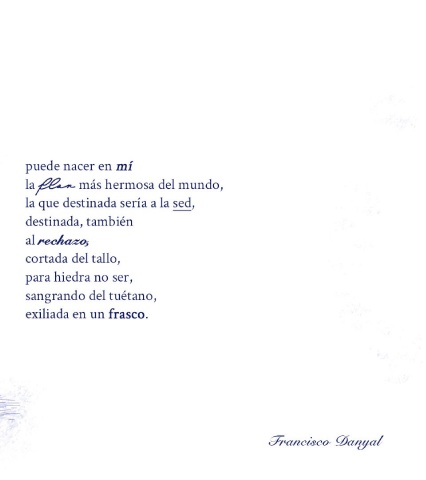 puede nacer en mí
la flor más hermosa del mundo,
la que destinada sería a la sed,
destinada, también
al rechazo,
cortada del tallo,
para hiedra no ser,
sangrando del tuétano,
exiliada en un frasco.
Francisco Danyal